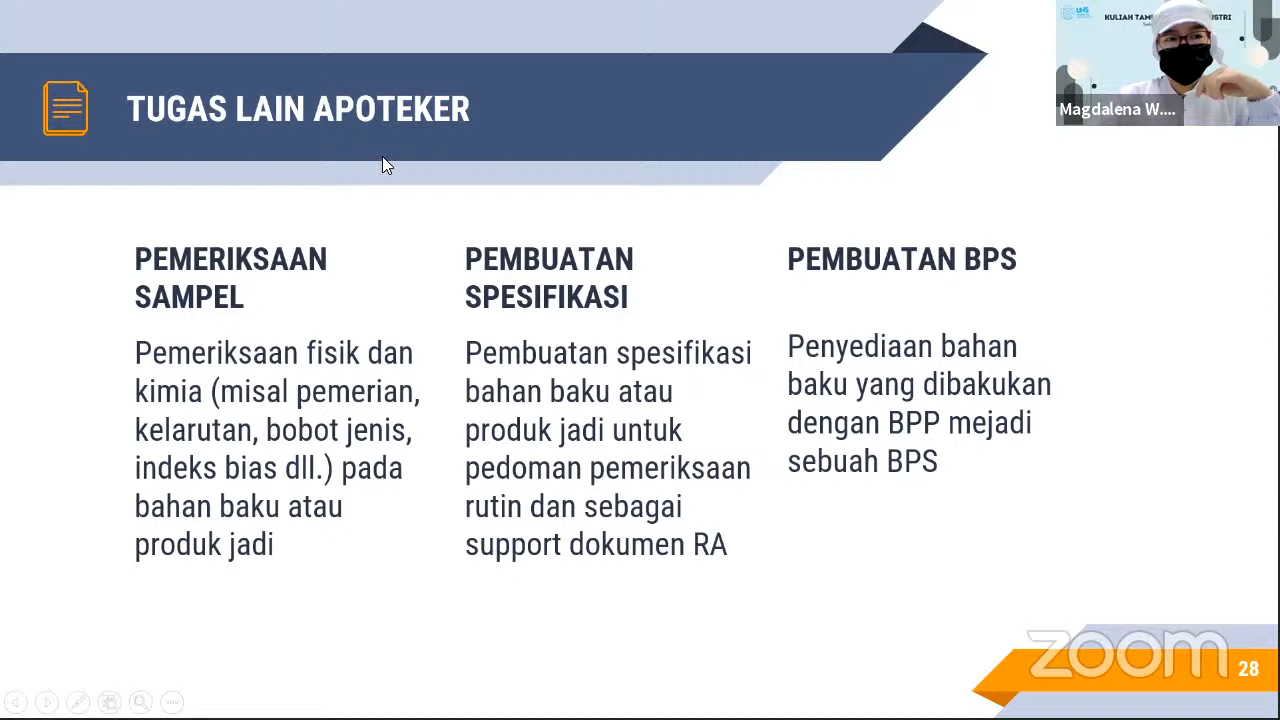 TUGAS LAIN APOTEKER
UNS
KULIAH TAM
USTRI
Magdalena W....
PEMERIKSAAN
SAMPEL
Pemeriksaan fisik dan
kimia (misal pemerian,
kelarutan, bobot jenis,
indeks bias dll.) pada
bahan baku atau
produk jadi
PEMBUATAN
SPESIFIKASI
Pembuatan spesifikasi
bahan baku atau
produk jadi untuk
pedoman pemeriksaan
rutin dan sebagai
support dokumen RA
PEMBUATAN BPS
Penyediaan bahan
baku yang dibakukan
dengan BPP mejadi
sebuah BPS
zoom
28